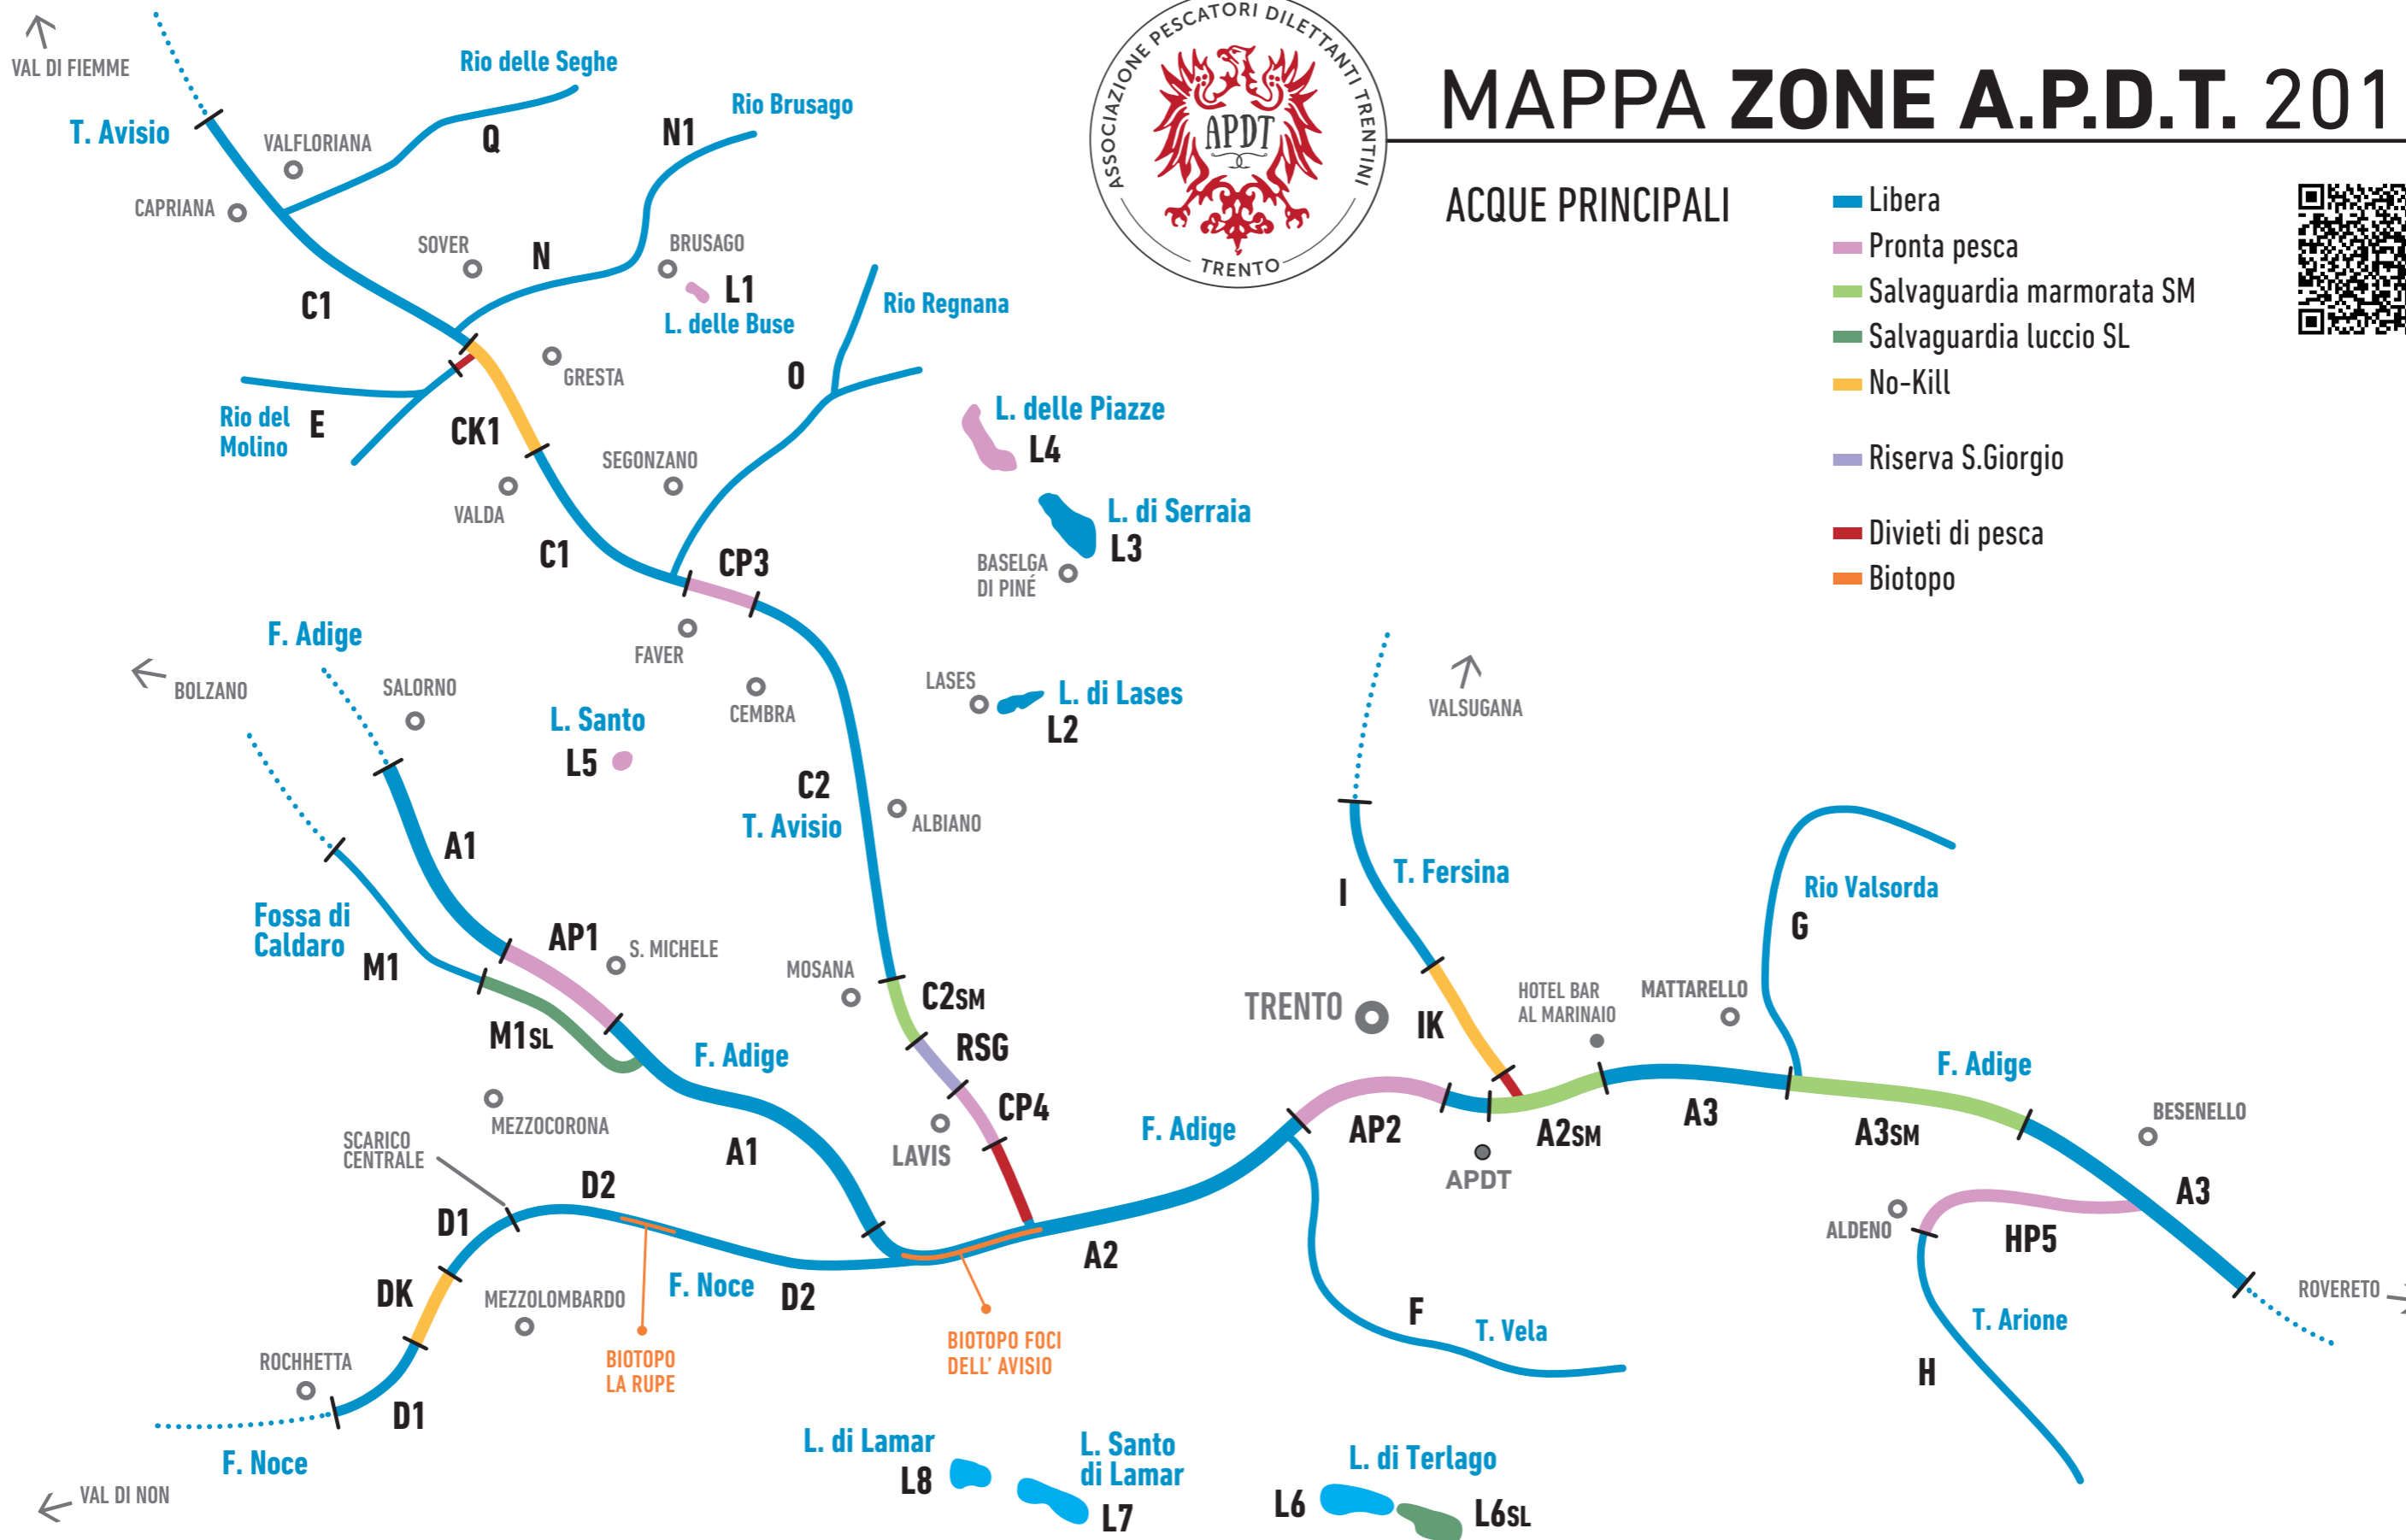 ASSOCIAZIONE PESCATORI DILETTANTI TRENTINI
APDT
TRENTO
MAPPA ZONE A.P.D.T. 201
ACQUE PRINCIPALI
Libera
Pronta pesca
Salvaguardia marmorata SM
Salvaguardia luccio SL
No-Kill
Riserva S.Giorgio
Divieti di pesca
Biotopo
VAL DI FIEMME
T. Avisio
Rio delle Seghe
Q
VALFLORIANA
CAPRIANA
Rio Brusago
N1
SOVER
N
BRUSAGO
L1
L. delle Buse
C1
GRESTA
Rio Regnana
O
Rio del
Molino
E
CK1
L. delle Piazze
L4
SEGONZANO
VALDA
L. di Serraia
L3
BASELGA
DI PINÉ
C1
CP3
FAVER
CEMBRA
F. Adige
BOLZANO
SALORNO
L. Santo
L5
LASES
L. di Lases
L2
VALSUGANA
C2
T. Avisio
ALBIANO
A1
T. Fersina
I
Rio Valsorda
G
Fossa di
Caldaro
M1
AP1
S. MICHELE
MOSANA
C2SM
TRENTO
IK
HOTEL BAR
AL MARINAIO
MATTARELLO
M1SL
RSG
F. Adige
F. Adige
MEZZOCORONA
CP4
LAVIS
F. Adige
AP2
A2SM
A3
A3SM
BESENELLO
SCARICO
CENTRALE
A1
APDT
D2
D1
A2
A3
ALDENO
HP5
DK
MEZZOLOMBARDO
F. Noce
D2
F
T. Vela
T. Arione
ROVERETO
BIOTOPO
LA RUPE
BIOTOPO FOCI
DELL' AVISIO
ROCHHETTA
D1
H
F. Noce
VAL DI NON
L. di Lamar
L8
L. Santo
di Lamar
L7
L. di Terlago
L6
L6SL